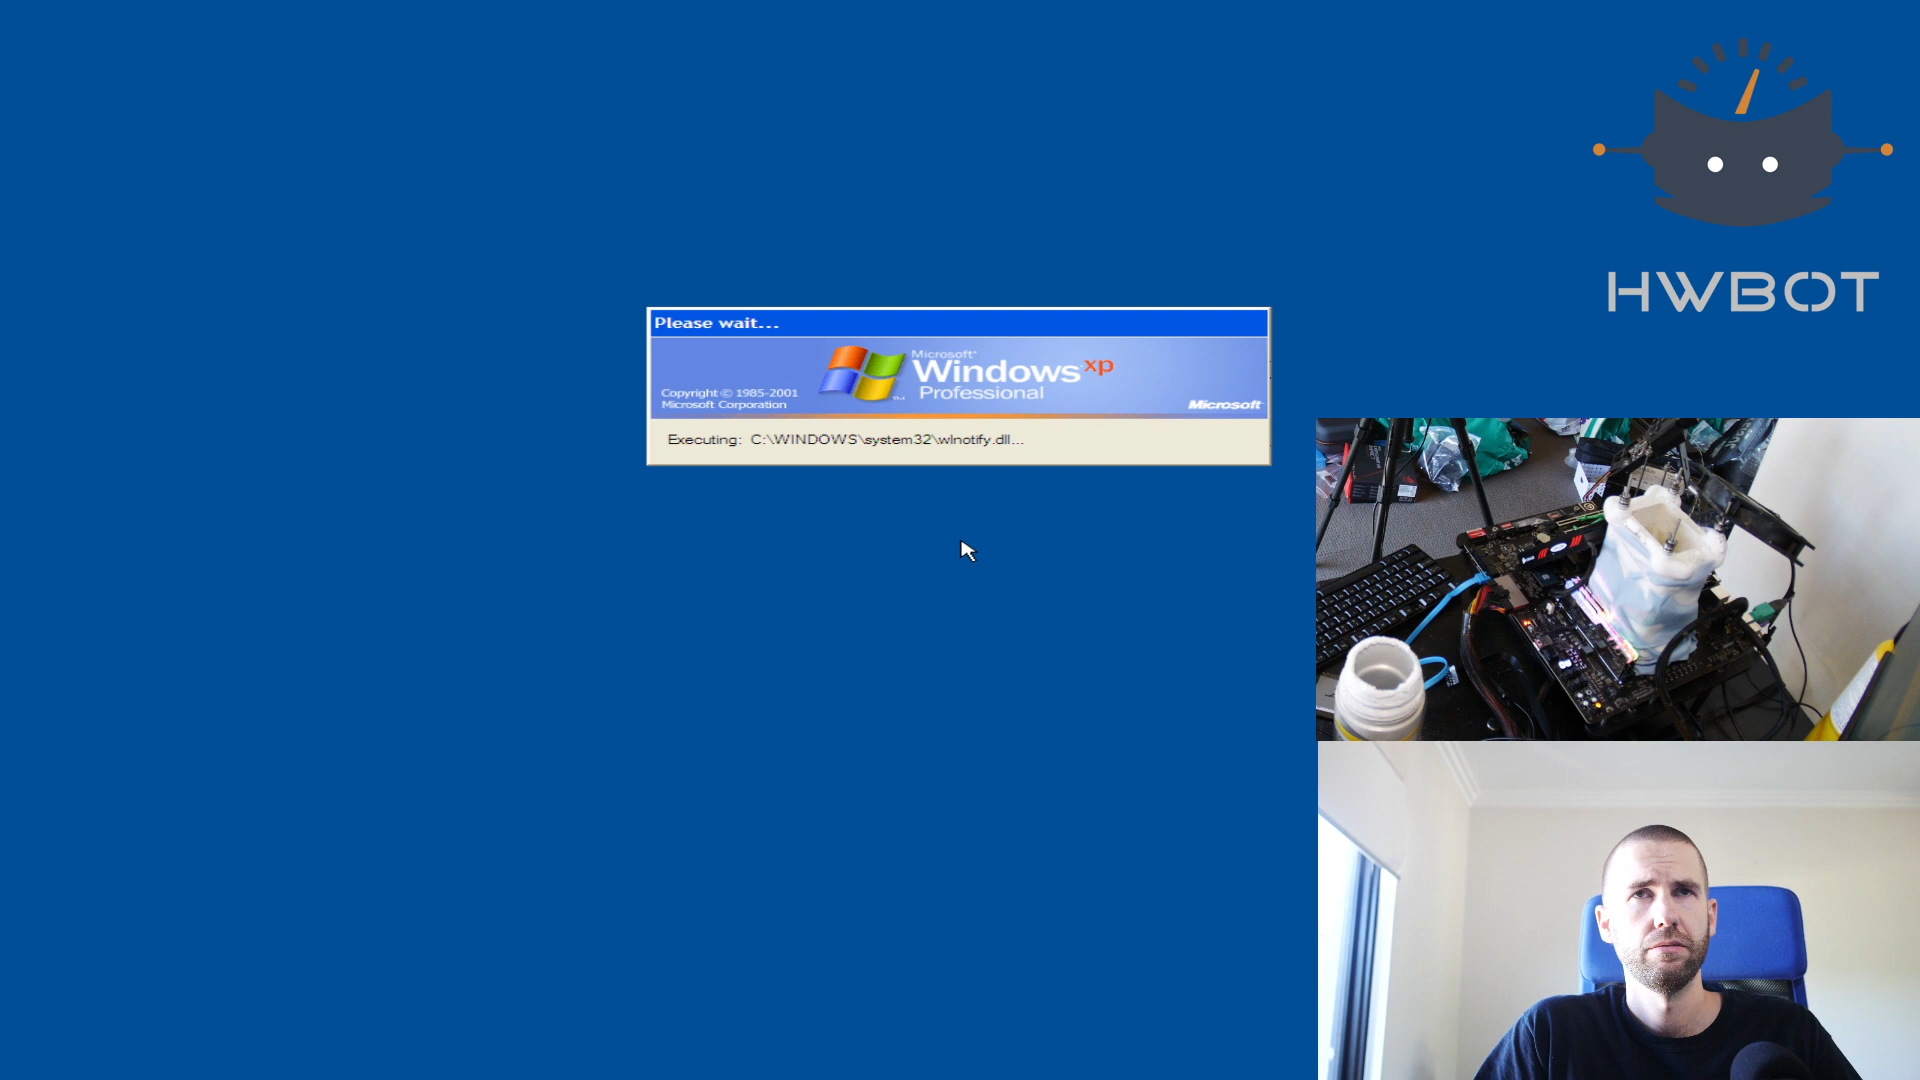 HWBOT
Please wait...
Microsoft®
Windows xp
Professional
Copyright © 1985-2001
Microsoft Corporation
Microsoft
Executing: C:\WINDOWS\system32\wlnotify.dll...